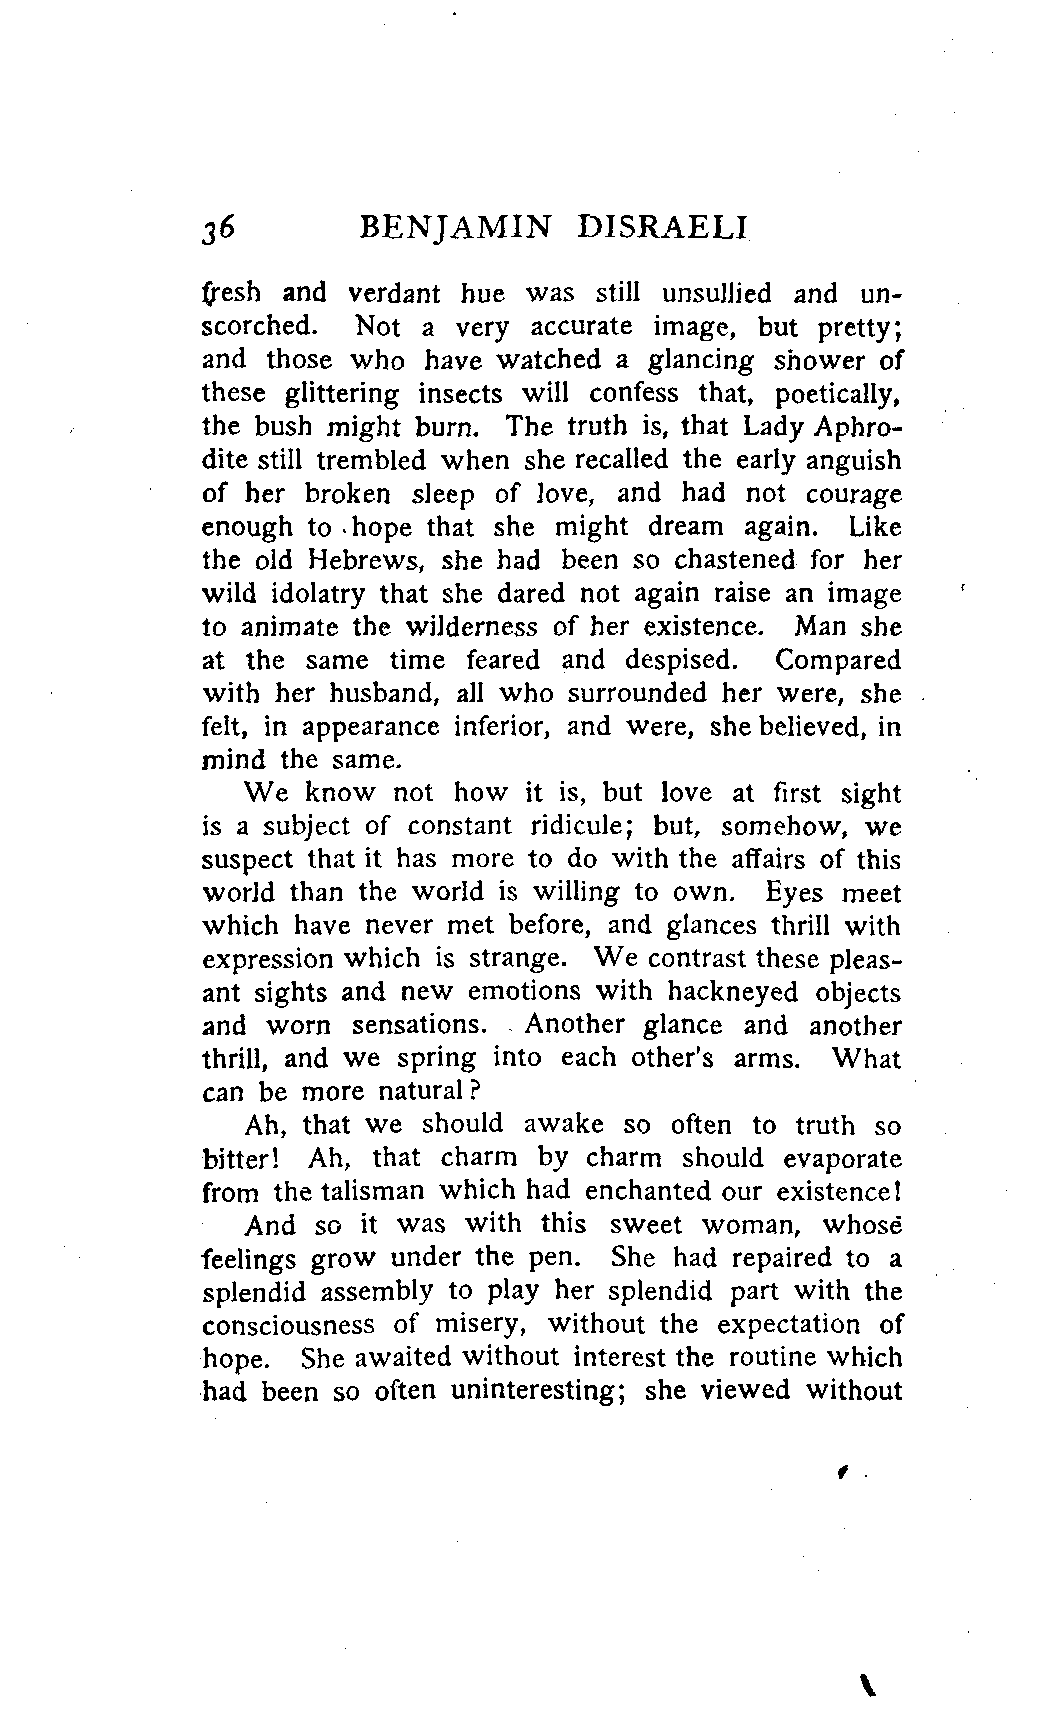 36 BENJAMIN DISRAELI
fresh and verdant hue was still unsullied and un-
scorched. Not a very accurate image, but pretty;
and those who have watched a glancing shower of
these glittering insects will confess that, poetically,
the bush might burn. The truth is, that Lady Aphro-
dite still trembled when she recalled the early anguish
of her broken sleep of love, and had not courage
enough to hope that she might dream again. Like
the old Hebrews, she had been so chastened for her
wild idolatry that she dared not again raise an image
to animate the wilderness of her existence. Man she
at the same time feared and despised. Compared
with her husband, all who surrounded her were, she
felt, in appearance inferior, and were, she believed, in
mind the same.
We know not how it is, but love at first sight
is a subject of constant ridicule; but, somehow, we
suspect that it has more to do with the affairs of this
world than the world is willing to own. Eyes meet
which have never met before, and glances thrill with
expression which is strange. We contrast these pleas-
ant sights and new emotions with hackneyed objects
and worn sensations. Another glance and another
thrill, and we spring into each other's arms. What
can be more natural?
Ah, that we should awake so often to truth so
bitter! Ah, that charm by charm should evaporate
from the talisman which had enchanted our existence!
And so it was with this sweet woman, whose
feelings grow under the pen. She had repaired to a
splendid assembly to play her splendid part with the
consciousness of misery, without the expectation of
hope. She awaited without interest the routine which
had been so often uninteresting; she viewed without